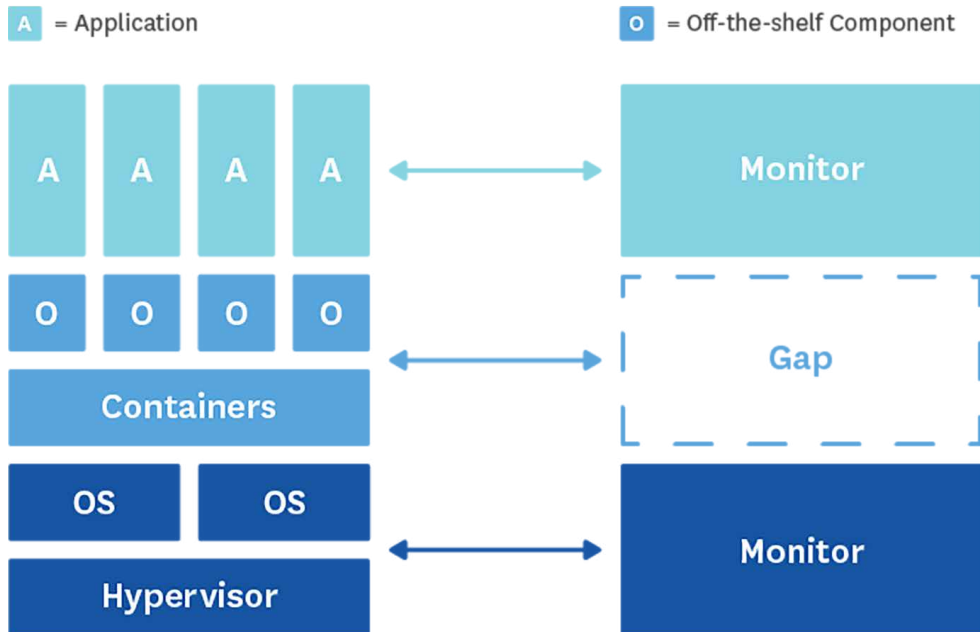 A = Application
O = Off-the-shelf Component
A A A A
Monitor
O O O O
Gap
Containers
OS OS
Monitor
Hypervisor